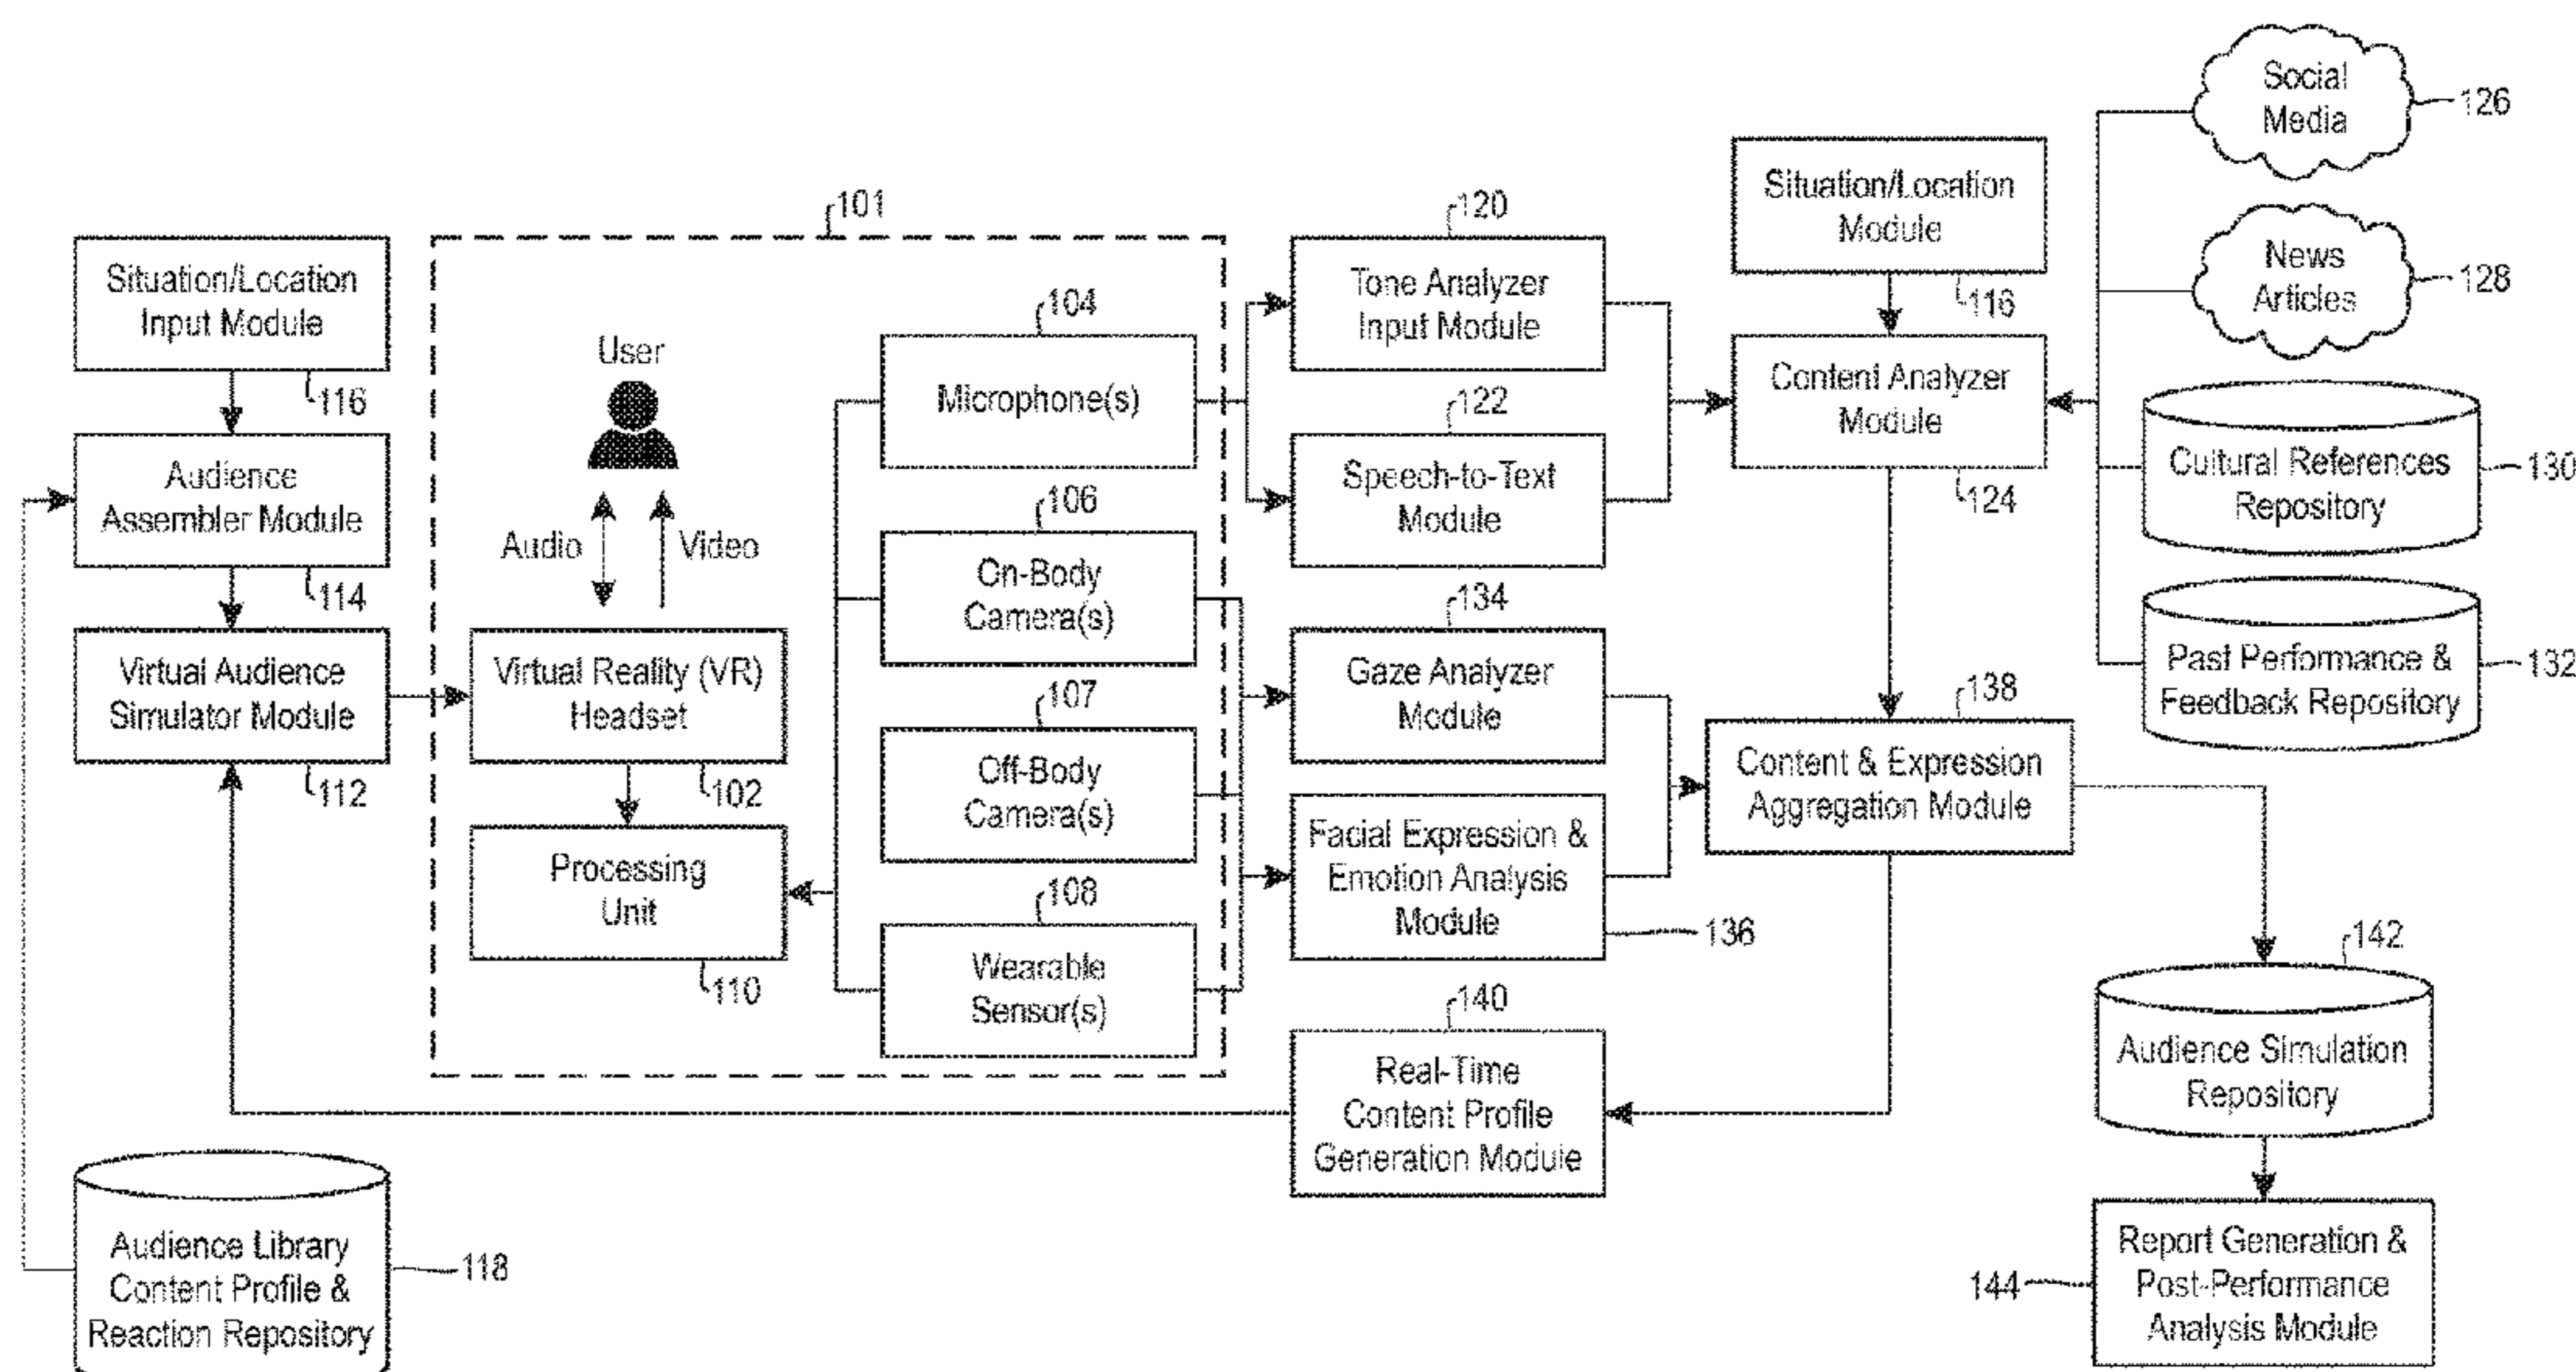 Social
Media
126
News
Articles
128
Cultural References
Repository
130
Past Performance &
Feedback Repository
132
Situation/Location
Module
116
Content Analyzer
Module
124
101
Situation/Location
Input Module
116
Audience
Assembler Module
114
Virtual Audience
Simulator Module
112
User
Audio
Video
Virtual Reality (VR)
Headset
102
Processing
Unit
110
104
Microphone(s)
106
On-Body
Camera(s)
107
Off-Body
Camera(s)
108
Wearable
Sensor(s)
120
Tone Analyzer
Input Module
122
Speech-to-Text
Module
134
Gaze Analyzer
Module
Facial Expression &
Emotion Analysis
Module
136
138
Content & Expression
Aggregation Module
140
Real-Time
Content Profile
Generation Module
142
Audience Simulation
Repository
Audience Library
Content Profile &
Reaction Repository
118
144
Report Generation &
Post-Performance
Analysis Module